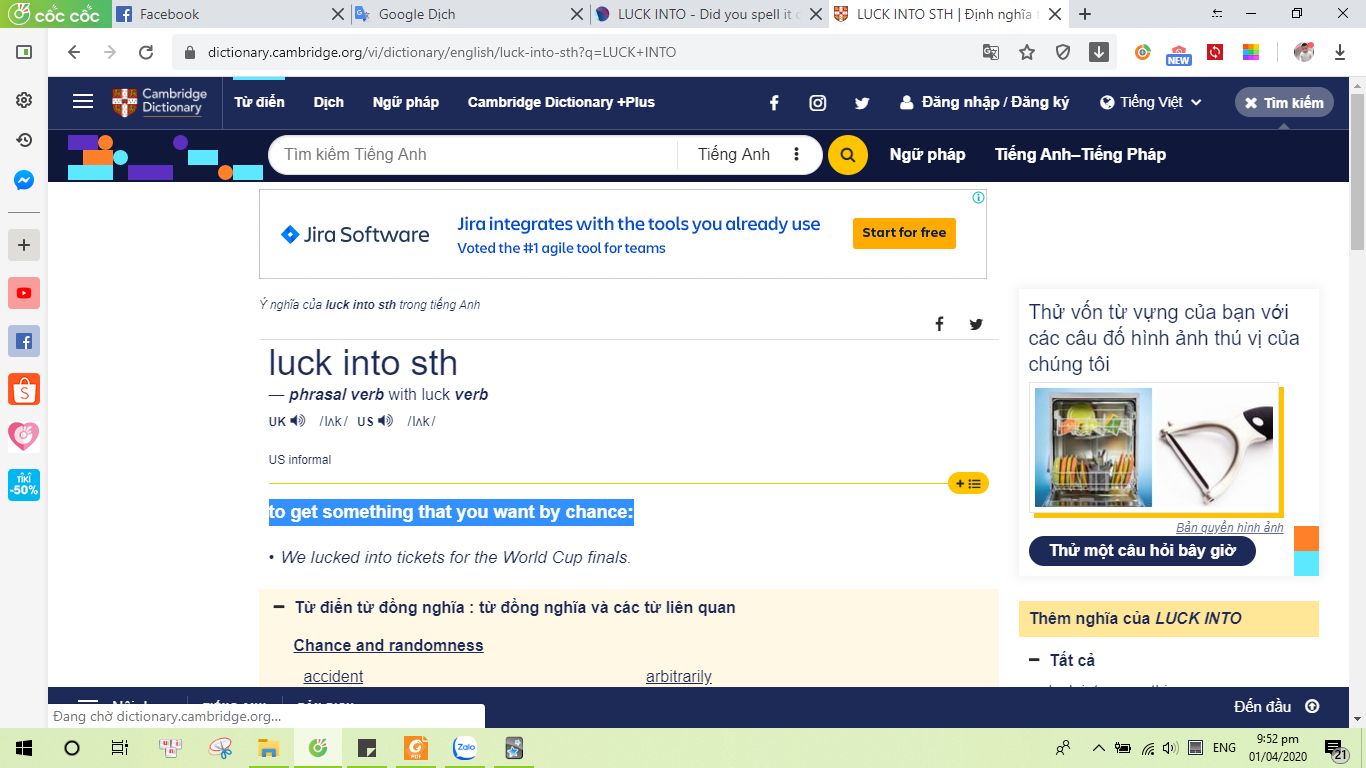 cốc cốc
Facebook
Google Dịch
LUCK INTO - Did you spell it c
LUCK INTO STH | Định nghĩa
dictionary.cambridge.org/vi/dictionary/english/luck-into-sth?q=LUCK+INTO
NEW
Cambridge
Dictionary
Từ điển
Dịch
Ngữ pháp
Cambridge Dictionary +Plus
Đăng nhập / Đăng ký
Tiếng Việt
Tìm kiếm
Tìm kiếm Tiếng Anh
Tiếng Anh
Ngữ pháp
Tiếng Anh–Tiếng Pháp
Jira Software
Jira integrates with the tools you already use
Voted the #1 agile tool for teams
Start for free
Ý nghĩa của luck into sth trong tiếng Anh
luck into sth
— phrasal verb with luck verb
UK /lʌk/ US /lʌk/
US informal
to get something that you want by chance:
• We lucked into tickets for the World Cup finals.
Từ điển từ đồng nghĩa : từ đồng nghĩa và các từ liên quan
Chance and randomness
accident
arbitrarily
Thử vốn từ vựng của bạn với
các câu đố hình ảnh thú vị của
chúng tôi
Bản quyền hình ảnh
Thử một câu hỏi bây giờ
Thêm nghĩa của LUCK INTO
Tất cả
TIKI
-50%
Đến đầu
Đang chờ dictionary.cambridge.org...
PDF
Zalo
ENG
9:52 pm
01/04/2020
21